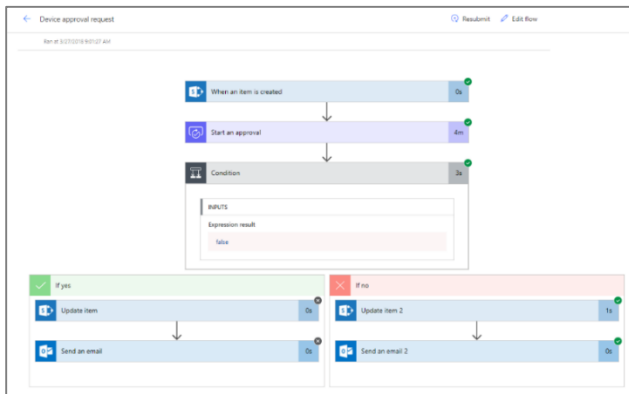 Device approval request
Resubmit
Edit flow
Ran at 5/27/2019 9:01:27 AM
When an item is created
0s
Start an approval
4m
Condition
3s
INPUTS
Expression result
false
If yes
If no
Update item
0s
Update item 2
1s
Send an email
0s
Send an email 2
0s